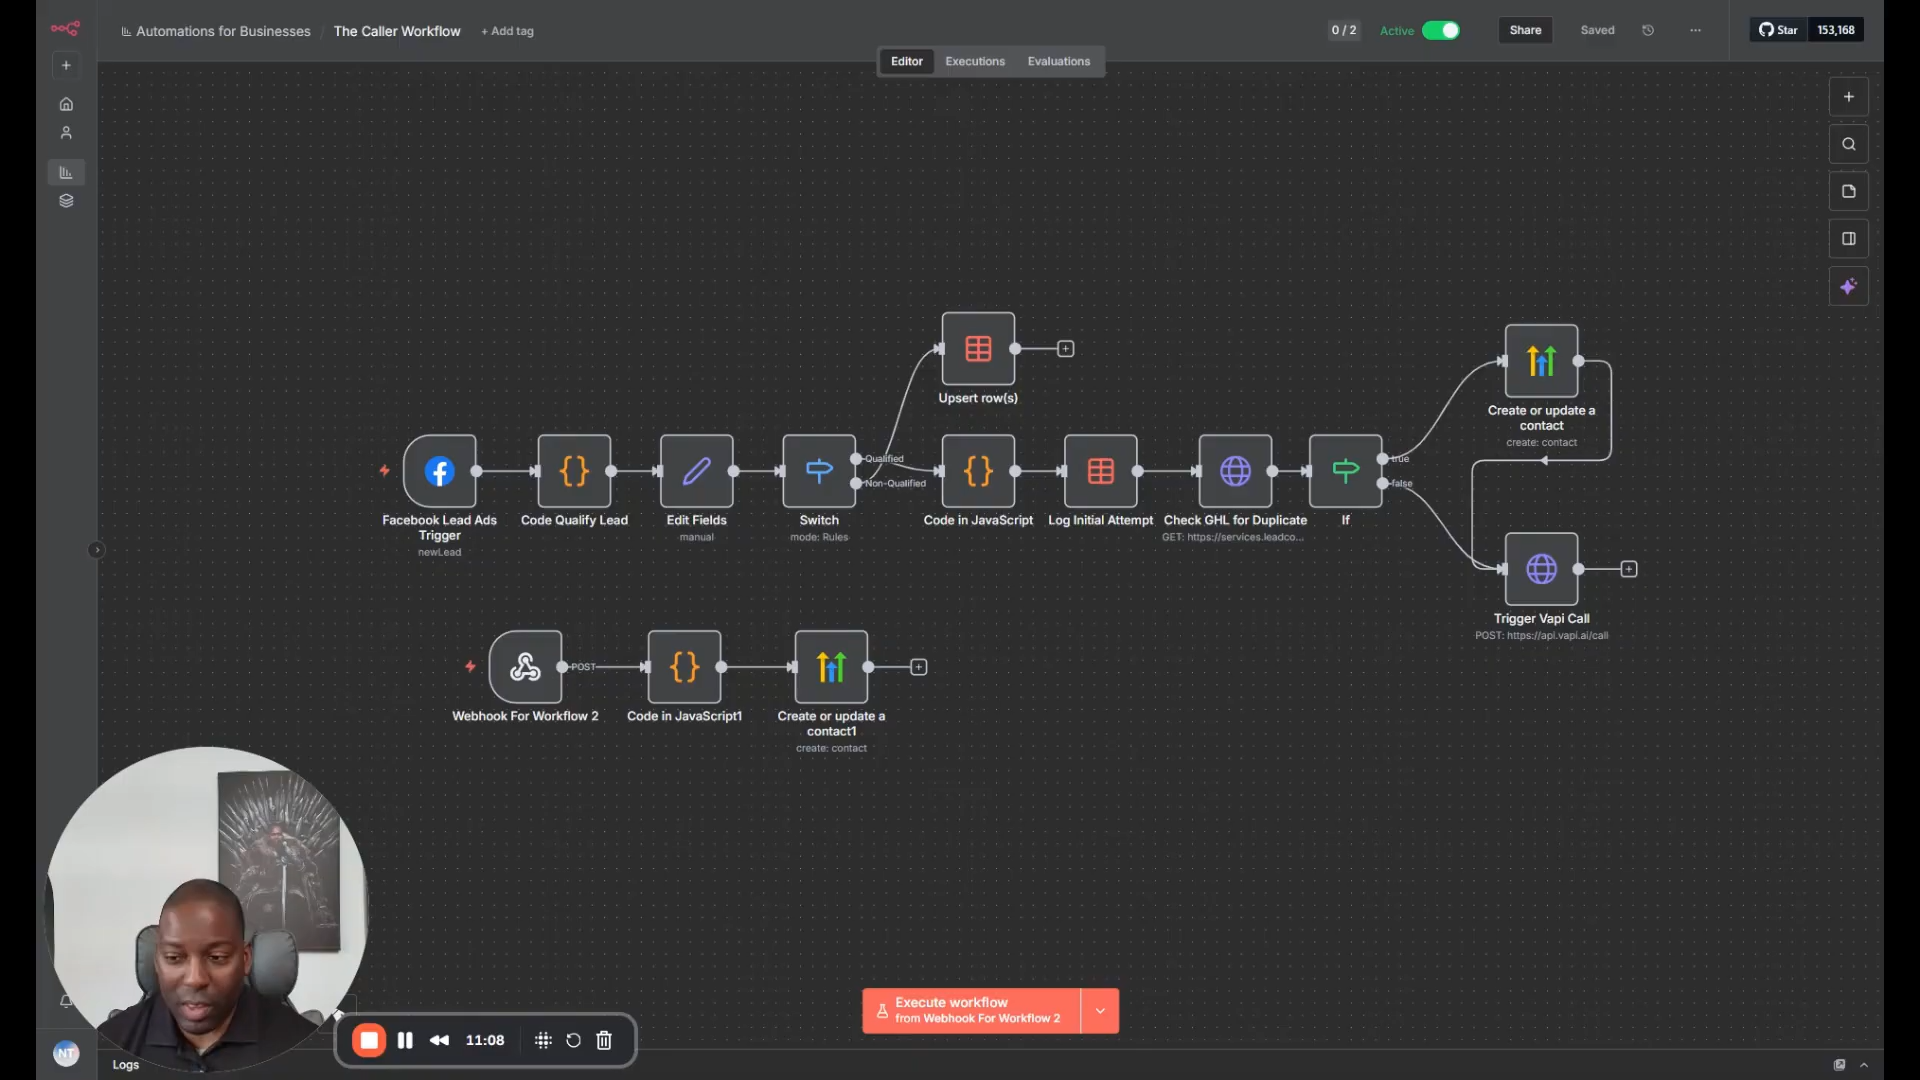 Automations for Businesses / The Caller Workflow + Add tag
0 / 2
Active
Share
Saved
Star
153,168
Editor
Executions
Evaluations
Upsert row(s)
Create or update a
contact
create: contact
Qualified
Non-Qualified
true
false
Facebook Lead Ads
Trigger
newLead
Code Qualify Lead
Edit Fields
manual
Switch
mode: Rules
Code in JavaScript
Log Initial Attempt
Check GHL for Duplicate
GET: https://services.leadco...
If
Trigger Vapi Call
POST: https://api.vapi.ai/call
POST
Webhook For Workflow 2
Code in JavaScript1
Create or update a
contact1
create: contact
Execute workflow
from Webhook For Workflow 2
11:08
NT
Logs